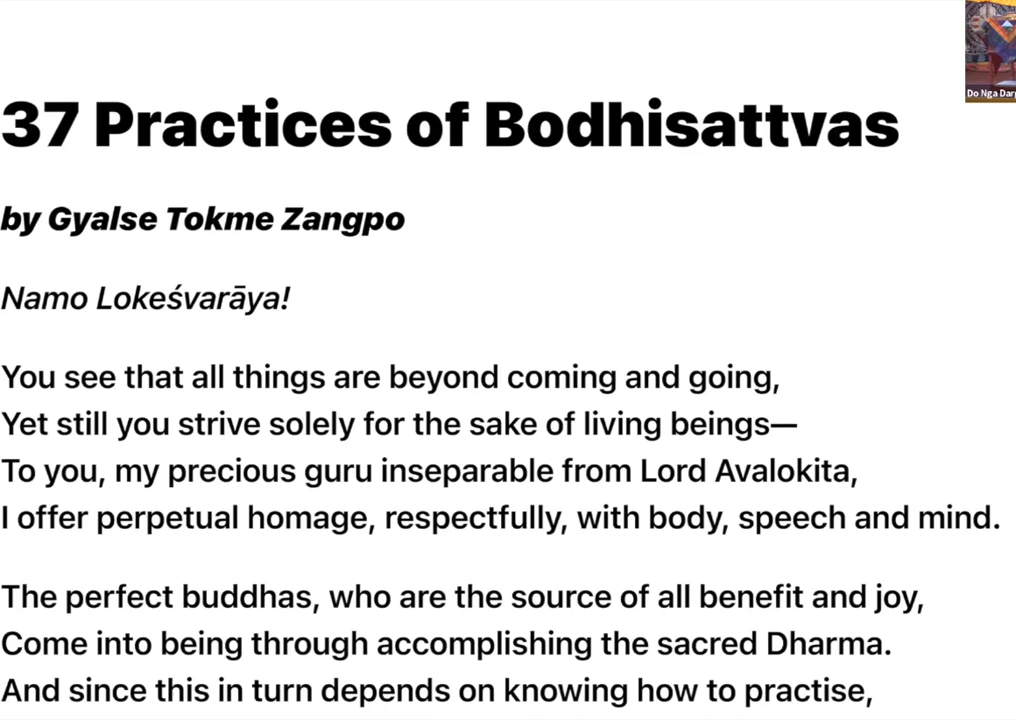 37 Practices of Bodhisattvas
by Gyalse Tokme Zangpo
Namo Lokeśvarāya!
You see that all things are beyond coming and going,
Yet still you strive solely for the sake of living beings—
To you, my precious guru inseparable from Lord Avalokita,
I offer perpetual homage, respectfully, with body, speech and mind.
The perfect buddhas, who are the source of all benefit and joy,
Come into being through accomplishing the sacred Dharma.
And since this in turn depends on knowing how to practise,
Do Nga Darg